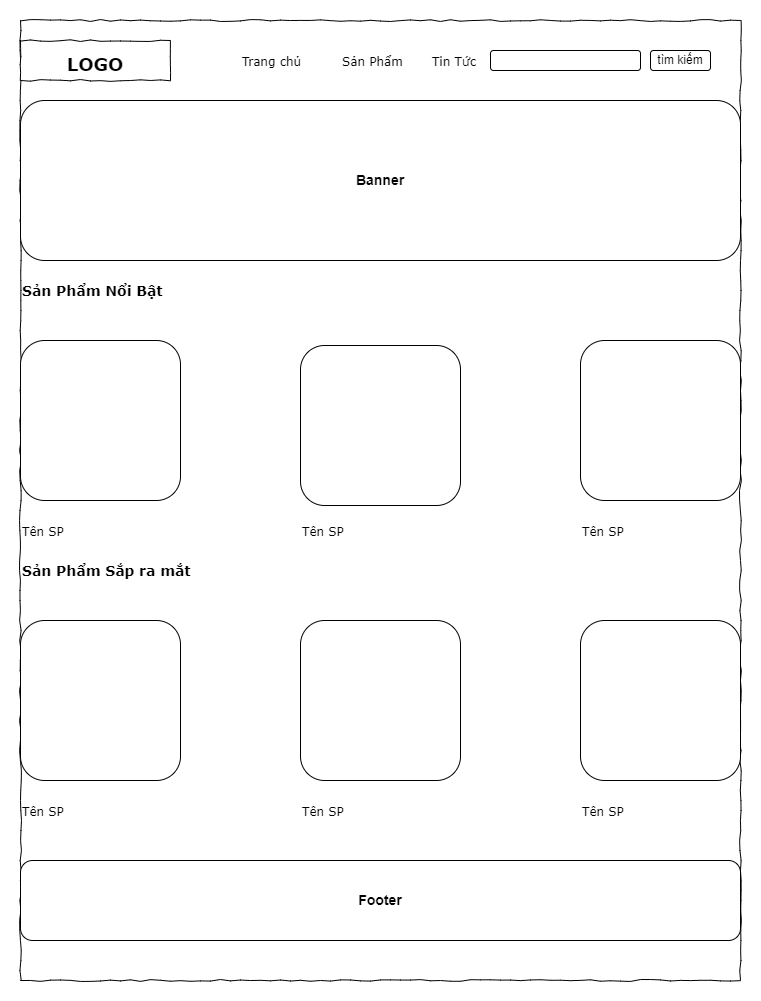 LOGO
Trang chủ
Sản Phẩm
Tin Tức
tìm kiếm
Banner
Sản Phẩm Nổi Bật
Tên SP
Tên SP
Tên SP
Sản Phẩm Sắp ra mắt
Tên SP
Tên SP
Tên SP
Footer